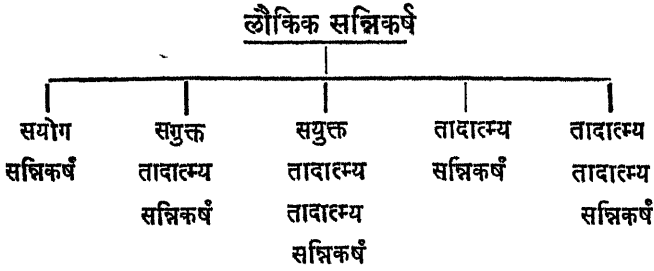 लौकिक सन्निकर्ष
सयोग सन्निकर्ष
सयुक्त तादात्म्य सन्निकर्ष
सयुक्त तादात्म्य तादात्म्य सन्निकर्ष
तादात्म्य सन्निकर्ष
तादात्म्य तादात्म्य सन्निकर्ष